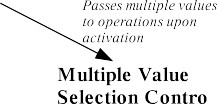 Passes multiple values
to operations upon
activation
Multiple Value
Selection Contro